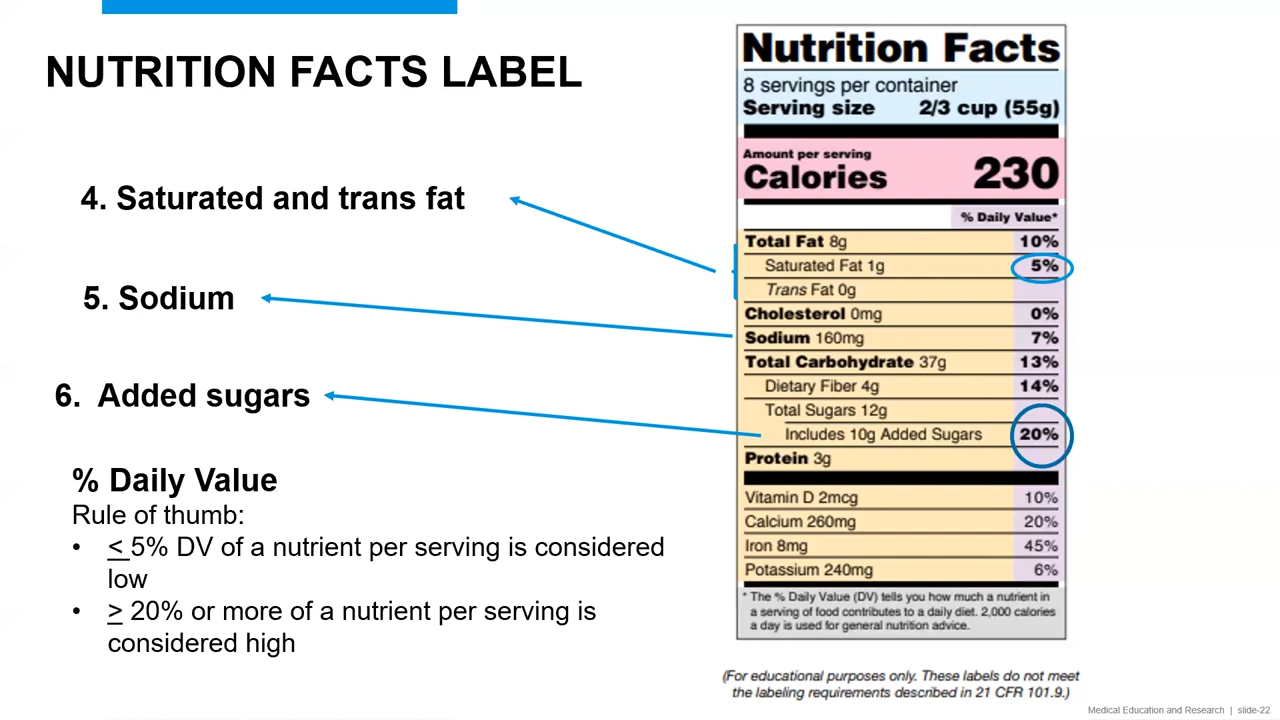 NUTRITION FACTS LABEL
4. Saturated and trans fat
5. Sodium
6. Added sugars
% Daily Value
Rule of thumb:
• < 5% DV of a nutrient per serving is considered
low
• > 20% or more of a nutrient per serving is
considered high
Nutrition Facts
8 servings per container
Serving size 2/3 cup (55g)
Amount per serving
Calories 230
% Daily Value*
Total Fat 8g 10%
Saturated Fat 1g 5%
Trans Fat 0g
Cholesterol 0mg 0%
Sodium 160mg 7%
Total Carbohydrate 37g 13%
Dietary Fiber 4g 14%
Total Sugars 12g
Includes 10g Added Sugars 20%
Protein 3g
Vitamin D 2mcg 10%
Calcium 260mg 20%
Iron 8mg 45%
Potassium 240mg 6%
* The % Daily Value (DV) tells you how much a nutrient in
a serving of food contributes to a daily diet. 2,000 calories
a day is used for general nutrition advice.
(For educational purposes only. These labels do not meet
the labeling requirements described in 21 CFR 101.9.)
Medical Education and Research | slide-22